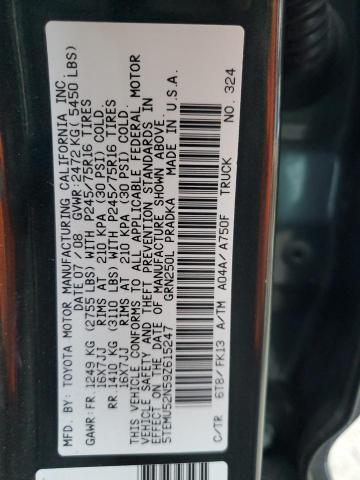 MFD. BY: TOYOTA MOTOR MANUFACTURING CALIFORNIA INC.
DATE: 07/08 GVWR: 2472 KG ( 5450 LBS)
GAWR: FR. 1249 KG (2755 LBS) WITH P245/75R16 TIRES
16X7JJ RIMS AT 210 KPA (30 PSI) COLD.
RR. 1410 KG (3110 LBS) WITH P245/75R16 TIRES
16X7JJ RIMS AT 210 KPA (30 PSI) COLD.
THIS VEHICLE CONFORMS TO ALL APPLICABLE FEDERAL MOTOR
VEHICLE SAFETY AND THEFT PREVENTION STANDARDS IN
EFFECT ON THE DATE OF MANUFACTURE SHOWN ABOVE.
5TEMU52N59Z615247 GRN250L PRADKA MADE IN U.S.A.
C/TR 6T8/FK13 A/TM A04A/A750F TRUCK NO. 324